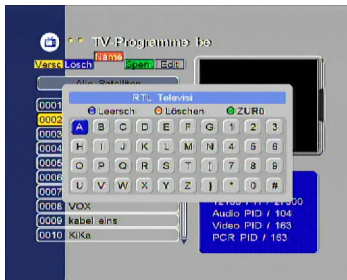 TV-Programme be
Name
Versc Lösch Sperr Edit
Alle Satelliten
RTL Televisi
Leersch Löschen ZURü
A B C D E F G 1 2 3
H I J K L M N 4 5 6
O P Q R S T [ 7 8 9
U V W X Y Z ] * 0 #
0001
0002
0003
0004
0005
0006
0007
0008 VOX
0009 kabel eins
0010 KiKa
Audio PID / 104
Video PID / 163
PCR PID / 163